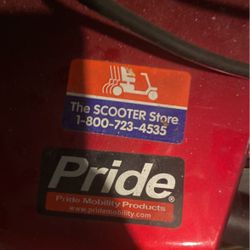 The SCOOTER Store
1-800-723-4535
Pride®
Pride Mobility Products
www.pridemobility.com